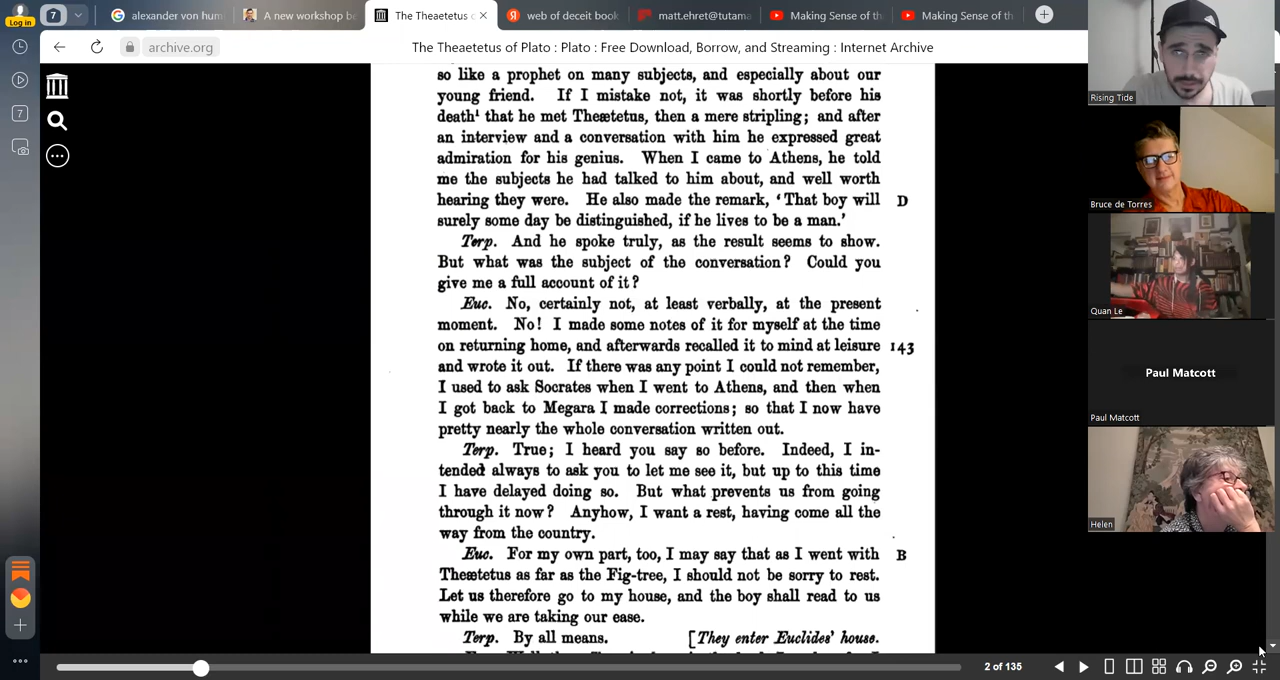 7
alexander von hum
A new workshop be
The Theaetetus o
web of deceit book
matt.ehret@tutama
Making Sense of th
Making Sense of th
Log in
archive.org
The Theaetetus of Plato : Plato : Free Download, Borrow, and Streaming : Internet Archive
7
so like a prophet on many subjects, and especially about our
young friend. If I mistake not, it was shortly before his
death¹ that he met Theætetus, then a mere stripling; and after
an interview and a conversation with him he expressed great
admiration for his genius. When I came to Athens, he told
me the subjects he had talked to him about, and well worth
hearing they were. He also made the remark, ‘That boy will D
surely some day be distinguished, if he lives to be a man.’
Terp. And he spoke truly, as the result seems to show.
But what was the subject of the conversation? Could you
give me a full account of it?
Euc. No, certainly not, at least verbally, at the present
moment. No! I made some notes of it for myself at the time
on returning home, and afterwards recalled it to mind at leisure 143
and wrote it out. If there was any point I could not remember,
I used to ask Socrates when I went to Athens, and then when
I got back to Megara I made corrections; so that I now have
pretty nearly the whole conversation written out.
Terp. True; I heard you say so before. Indeed, I in-
tended always to ask you to let me see it, but up to this time
I have delayed doing so. But what prevents us from going
through it now? Anyhow, I want a rest, having come all the
way from the country.
Euc. For my own part, too, I may say that as I went with B
Theætetus as far as the Fig-tree, I should not be sorry to rest.
Let us therefore go to my house, and the boy shall read to us
while we are taking our ease.
Terp. By all means. [They enter Euclides’ house.
2 of 135
Rising Tide
Bruce de Torres
Quan Le
Paul Matcott
Paul Matcott
Helen